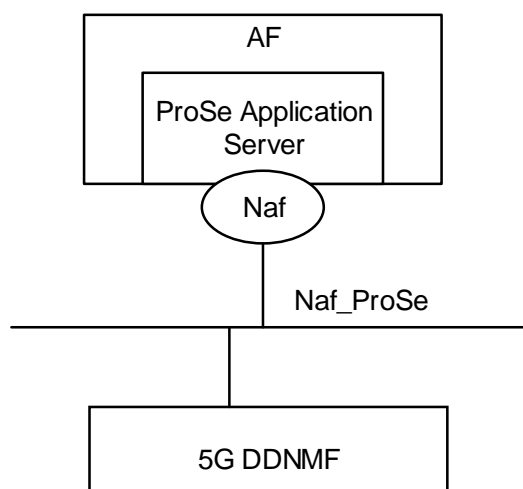 AF
ProSe Application
Server
Naf
Naf_ProSe
5G DDNMF